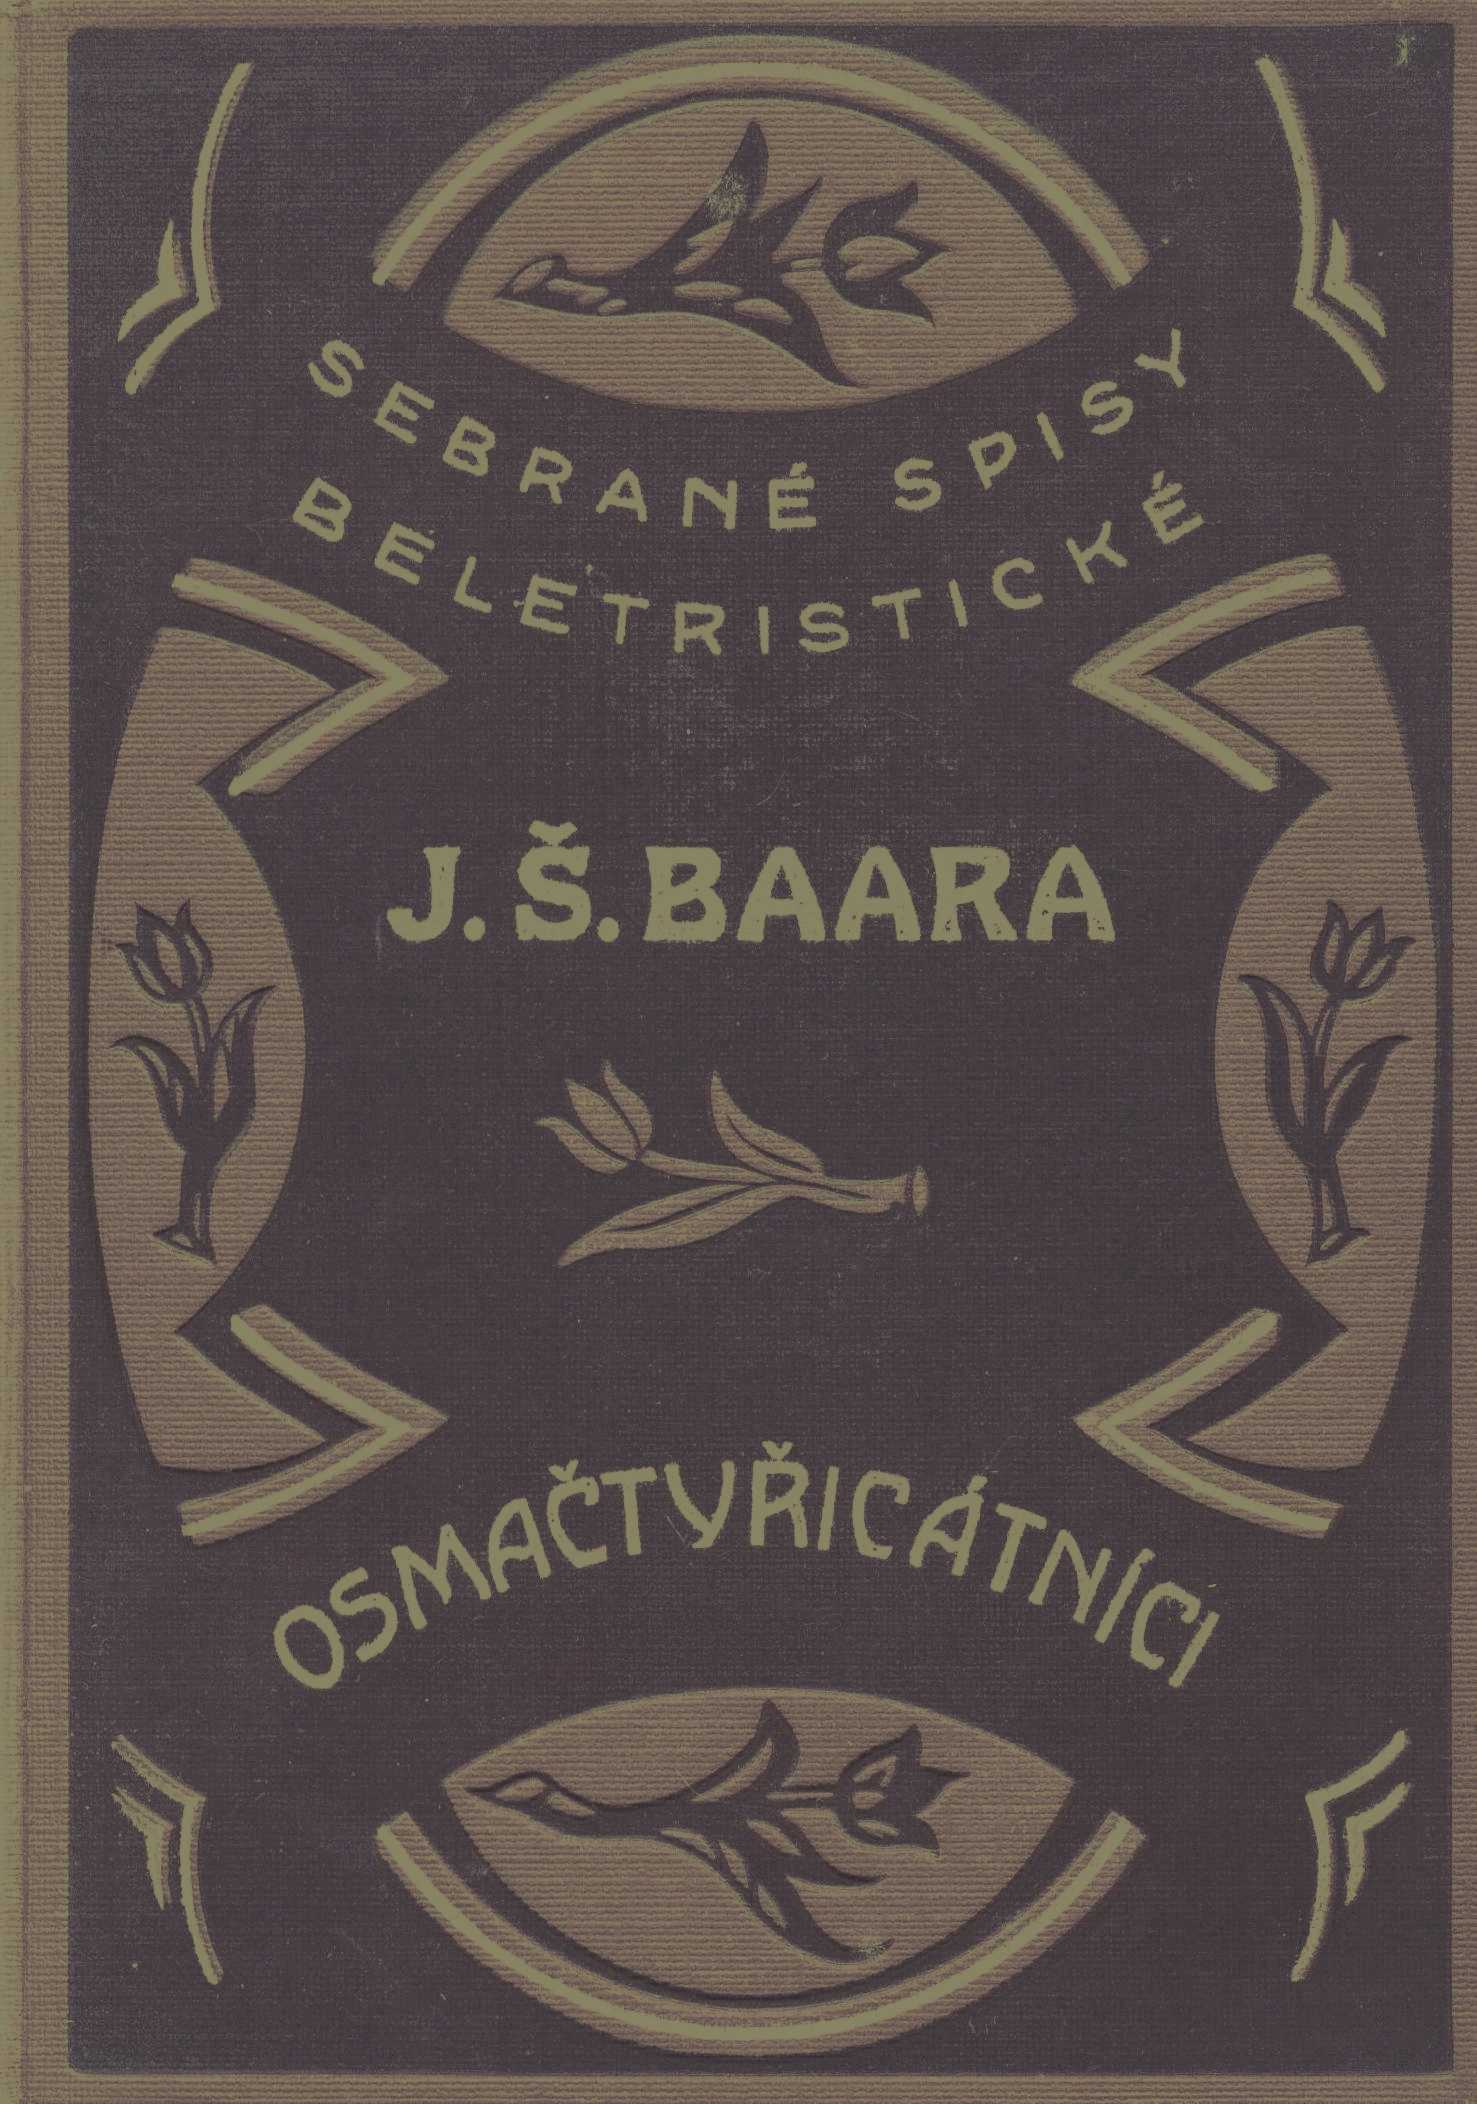 SEBRANÉ SPISY
BELETRISTICKÉ
J. Š. BAARA
OSMAČTYŘICÁTNÍCI